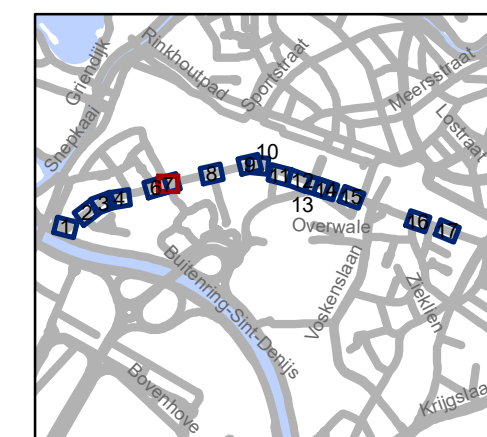 Griendijk
Rinkhoutpad
Sportstraat
Meersstraat
Lostraat
Snepkaai
1
2
3
4
6
7
8
9
10
11
12
13
14
15
16
17
Overwale
Voskenslaan
Buitenring-Sint-Denijs
Zieklien
Bovenhove
Krijgslaa